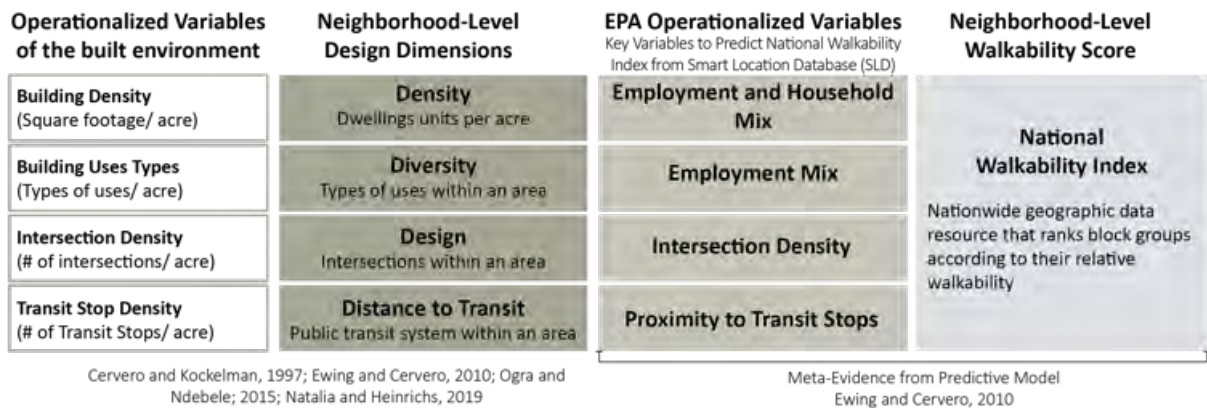 Operationalized Variables
of the built environment
Neighborhood-Level
Design Dimensions
EPA Operationalized Variables
Key Variables to Predict National Walkability
Index from Smart Location Database (SLD)
Neighborhood-Level
Walkability Score
Building Density
(Square footage/ acre)
Density
Dwellings units per acre
Employment and Household
Mix
Building Uses Types
(Types of uses/ acre)
Diversity
Types of uses within an area
Employment Mix
Intersection Density
(# of intersections/ acre)
Design
Intersections within an area
Intersection Density
Transit Stop Density
(# of Transit Stops/ acre)
Distance to Transit
Public transit system within an area
Proximity to Transit Stops
National
Walkability Index
Nationwide geographic data
resource that ranks block groups
according to their relative
walkability
Cervero and Kockelman, 1997; Ewing and Cervero, 2010; Ogra and
Ndebele; 2015; Natalia and Heinrichs, 2019
Meta-Evidence from Predictive Model
Ewing and Cervero, 2010